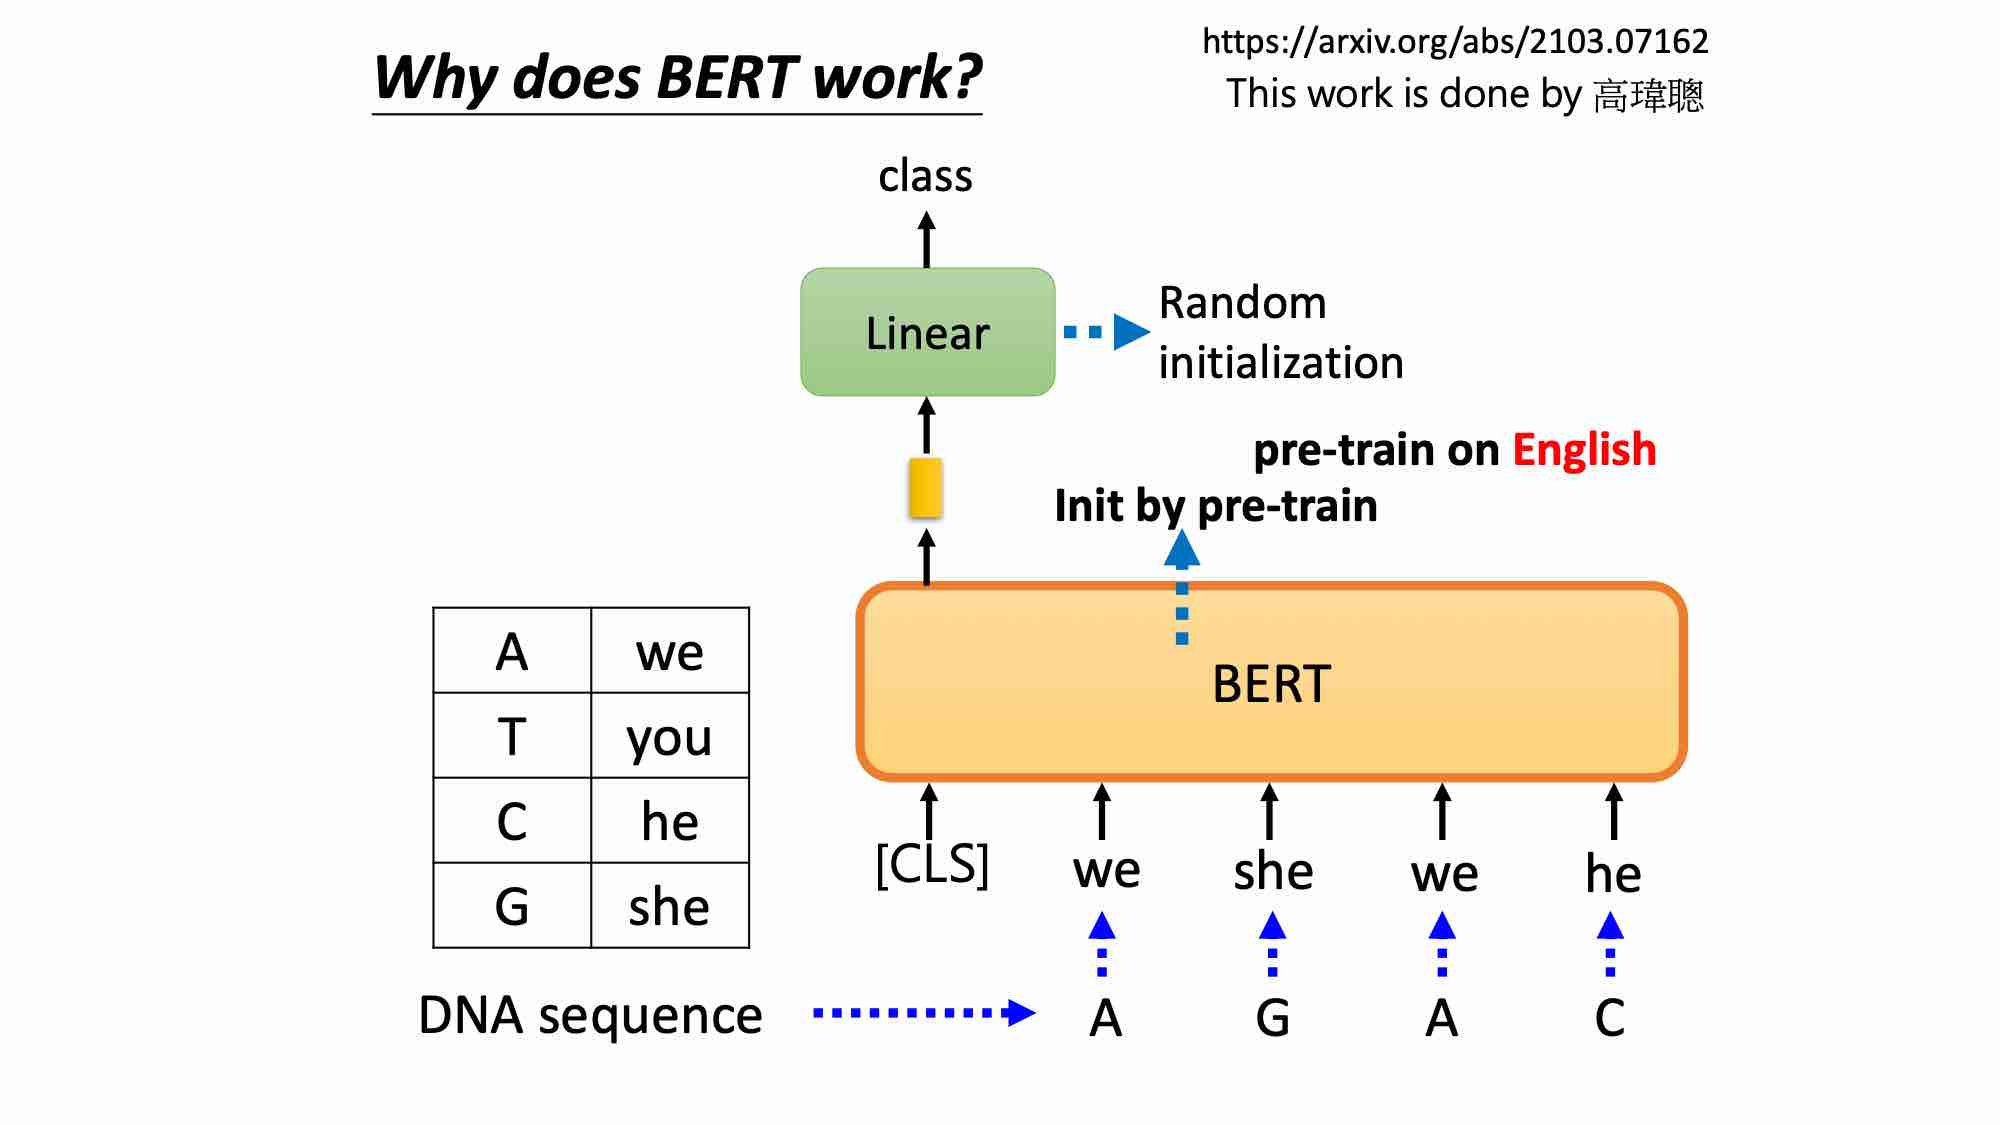 Why does BERT work?
https://arxiv.org/abs/2103.07162
This work is done by 高瑋聰
class
Linear
Random
initialization
pre-train on English
Init by pre-train
BERT
A we
T you
C he
G she
[CLS] we she we he
DNA sequence A G A C